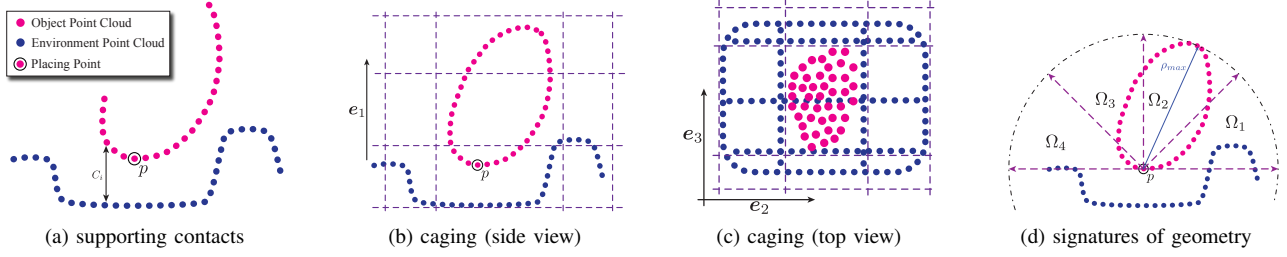 Object Point Cloud
Environment Point Cloud
Placing Point
C_i
p
(a) supporting contacts
e_1
p
(b) caging (side view)
e_3
e_2
(c) caging (top view)
ρ_max
Ω_3
Ω_2
Ω_1
Ω_4
p
(d) signatures of geometry